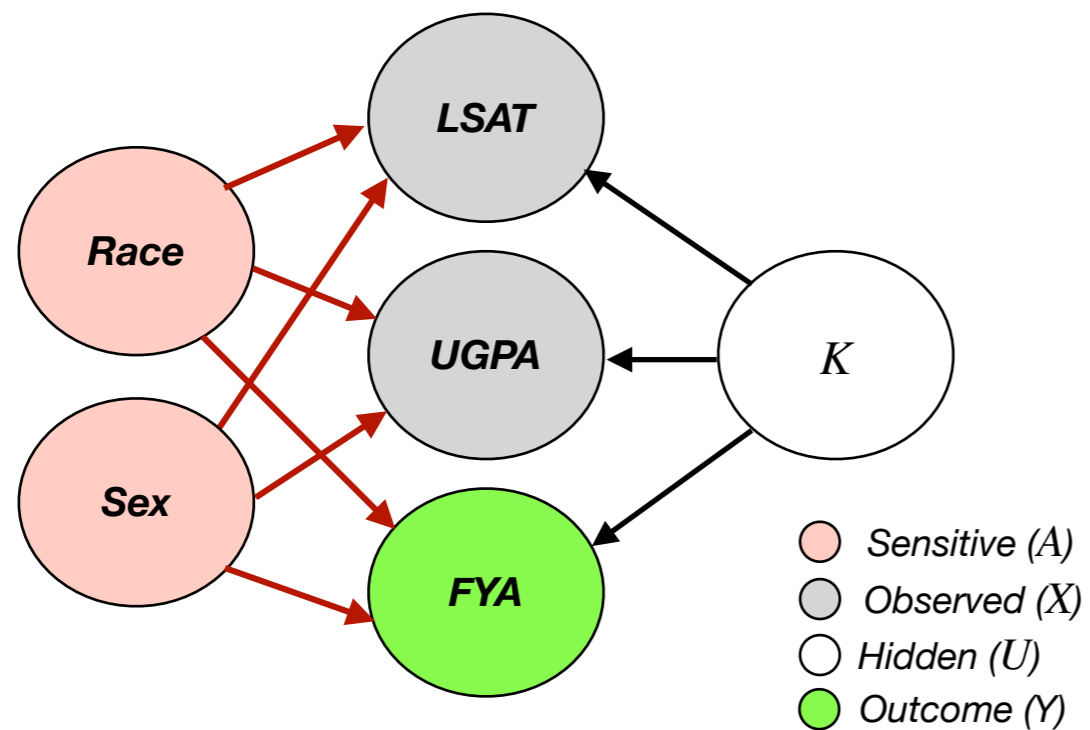 LSAT
Race
UGPA
K
Sex
FYA
Sensitive (A)
Observed (X)
Hidden (U)
Outcome (Y)